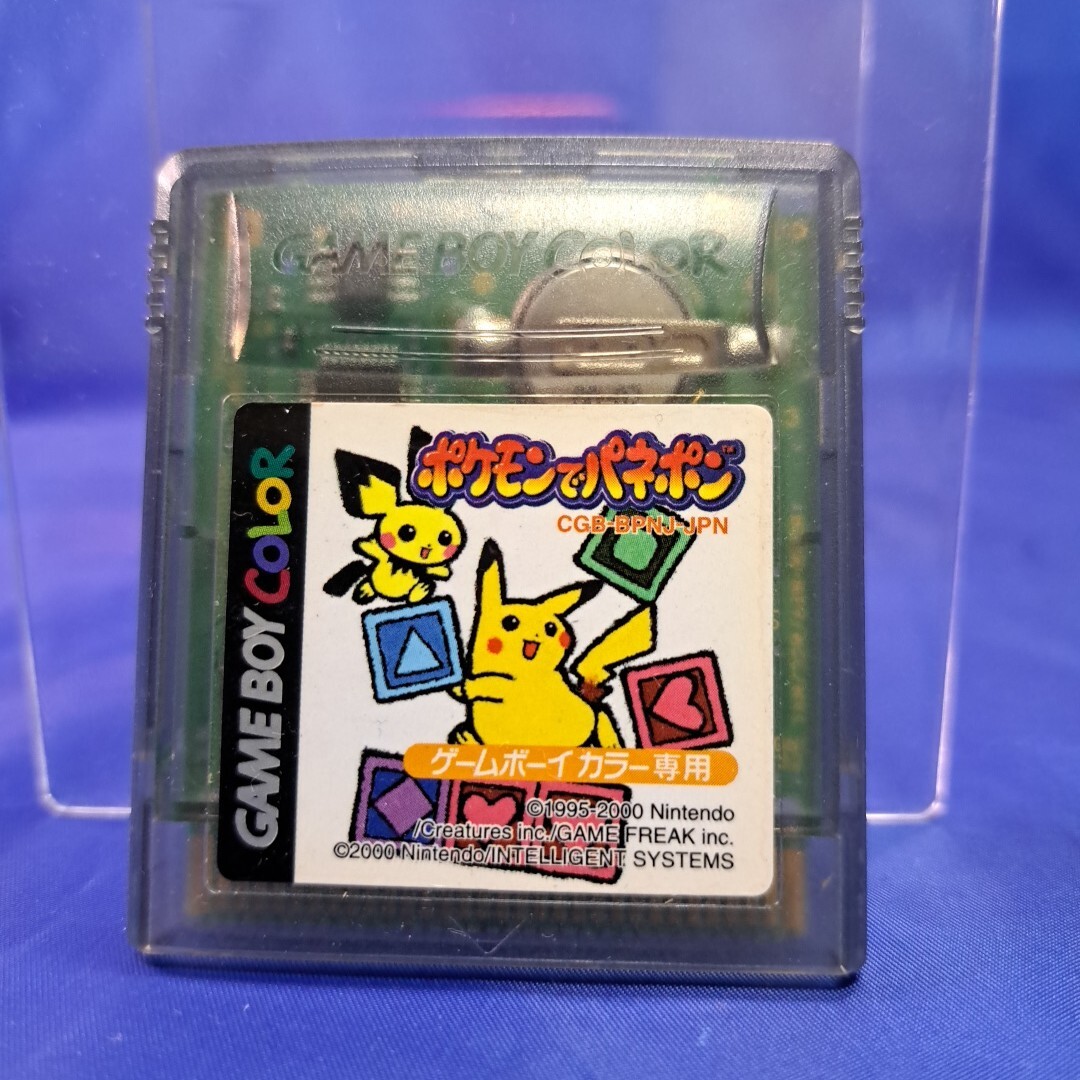 GAME BOY COLOR
GAME BOY COLOR
ポケモンでパネポン™
CGB-BPNJ-JPN
ゲームボーイカラー専用
©1995-2000 Nintendo
/Creatures inc./GAME FREAK inc.
©2000 Nintendo/INTELLIGENT SYSTEMS